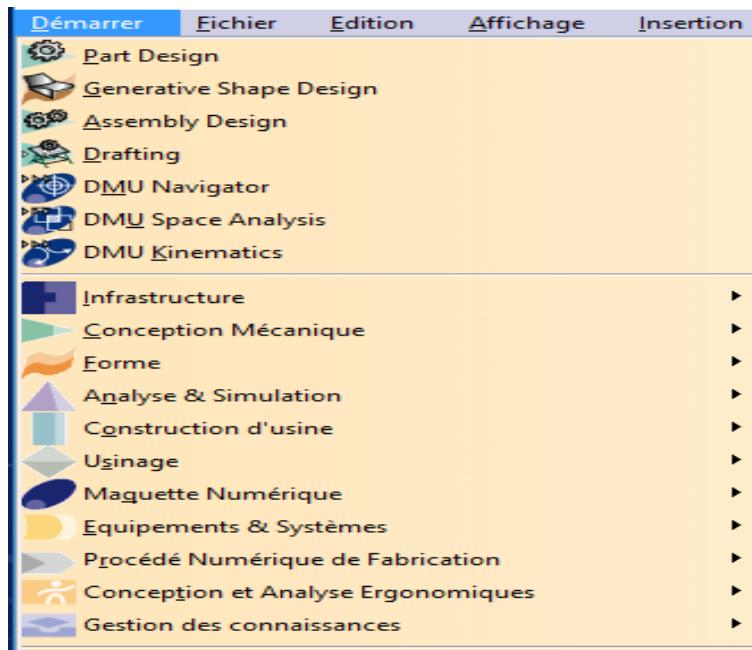 Démarrer Fichier Edition Affichage Insertion
Part Design
Generative Shape Design
Assembly Design
Drafting
DMU Navigator
DMU Space Analysis
DMU Kinematics
Infrastructure
Conception Mécanique
Forme
Analyse & Simulation
Construction d'usine
Usinage
Maquette Numérique
Equipements & Systèmes
Procédé Numérique de Fabrication
Conception et Analyse Ergonomiques
Gestion des connaissances